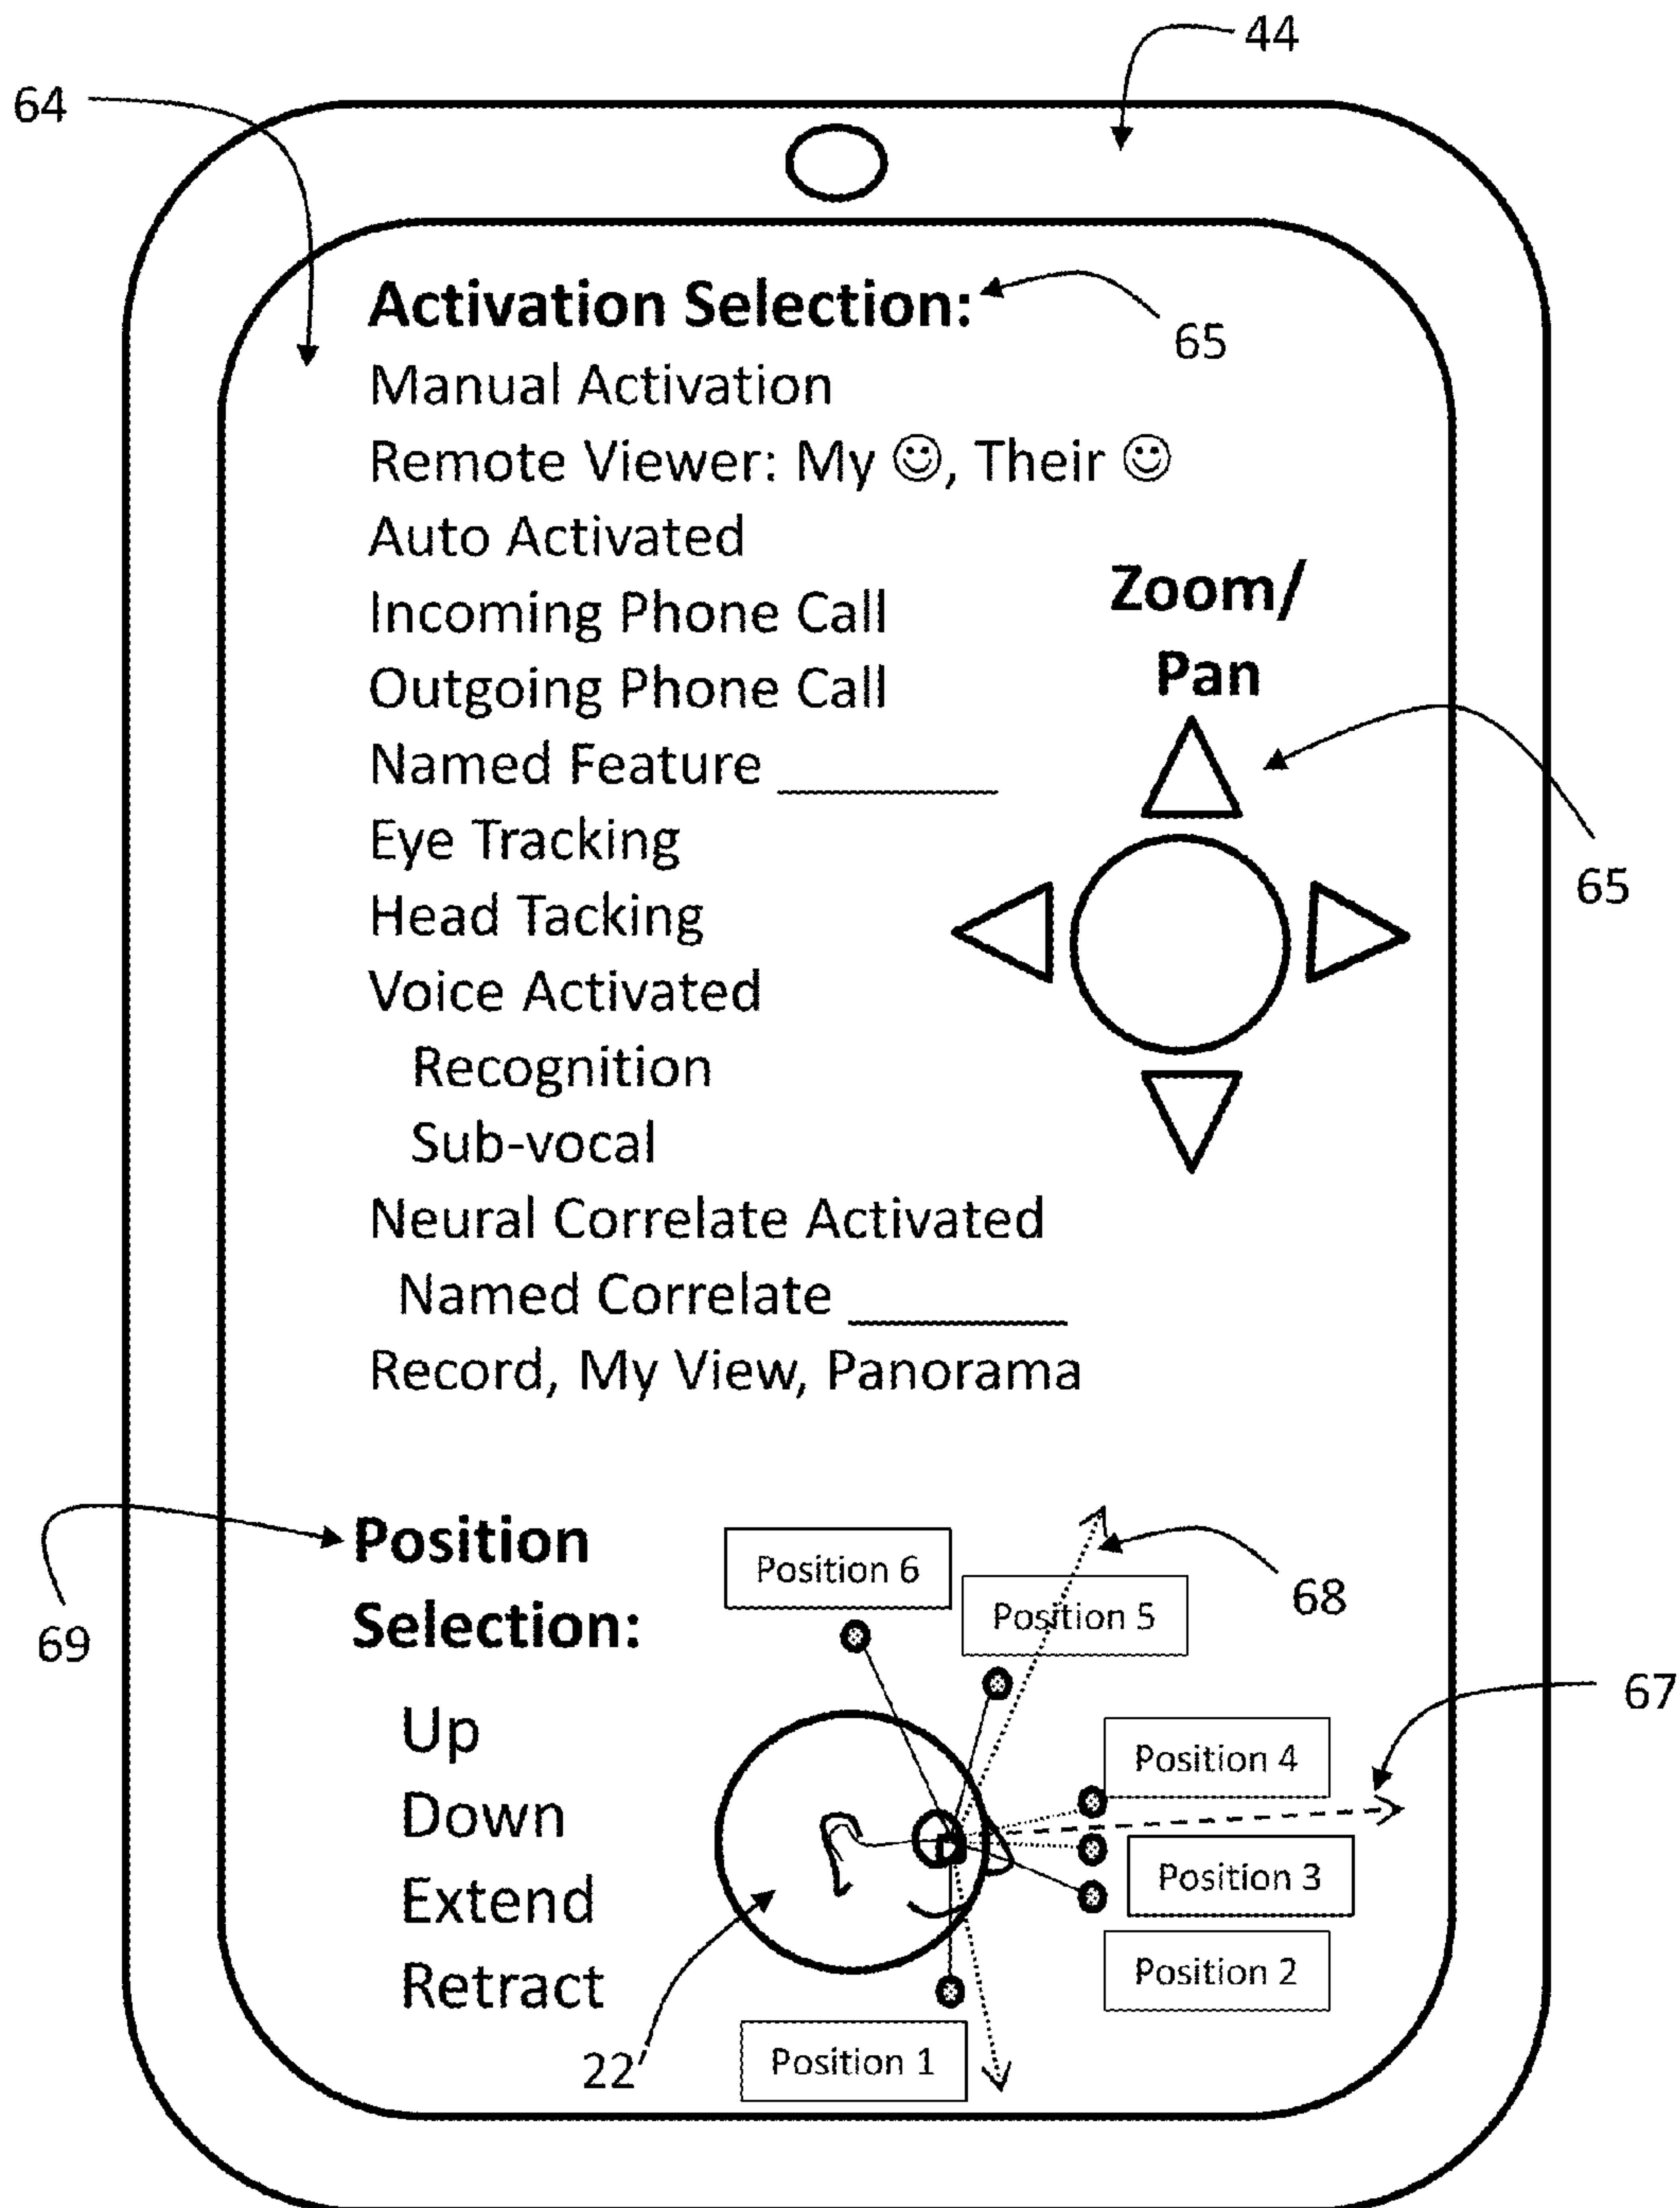 44
64
Activation Selection:
65
Manual Activation
Remote Viewer: My ☺, Their ☺
Auto Activated
Incoming Phone Call
Outgoing Phone Call
Named Feature _________
Eye Tracking
Head Tacking
Voice Activated
Recognition
Sub-vocal
Neural Correlate Activated
Named Correlate _________
Record, My View, Panorama
Zoom/
Pan
65
69
Position
Selection:
Up
Down
Extend
Retract
Position 6
Position 5
68
67
Position 4
Position 3
Position 2
Position 1
22'